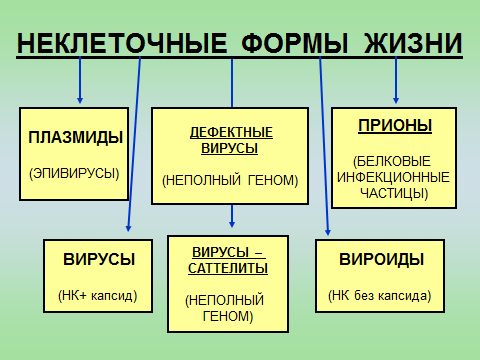 НЕКЛЕТОЧНЫЕ ФОРМЫ ЖИЗНИ
ПЛАЗМИДЫ
(ЭПИВИРУСЫ)
ДЕФЕКТНЫЕ
ВИРУСЫ
(НЕПОЛНЫЙ ГЕНОМ)
ПРИОНЫ
(БЕЛКОВЫЕ
ИНФЕКЦИОННЫЕ
ЧАСТИЦЫ)
ВИРУСЫ
(НК+ капсид)
ВИРУСЫ –
САТТЕЛИТЫ
(НЕПОЛНЫЙ
ГЕНОМ)
ВИРОИДЫ
(НК без капсида)